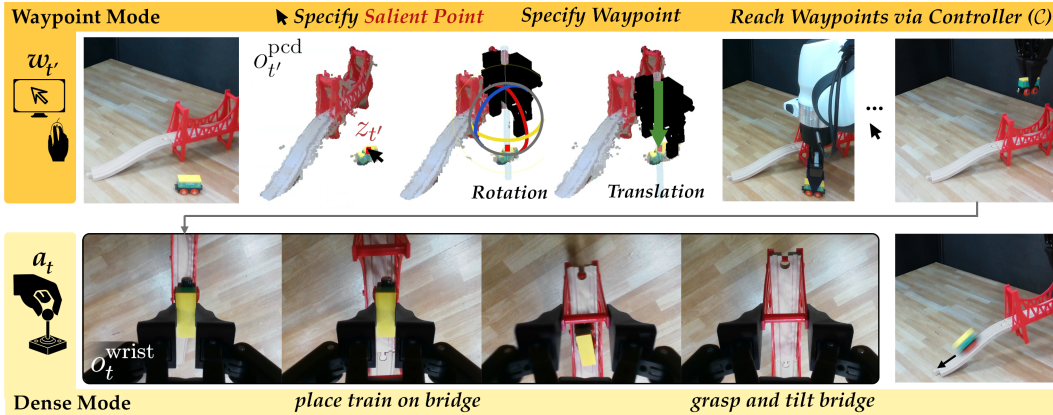 Waypoint Mode
Specify Salient Point
Specify Waypoint
Reach Waypoints via Controller (C)
w_{t'}
o_{t'}^{pcd}
z_{t'}
Rotation
Translation
...
a_t
o_t^{wrist}
Dense Mode
place train on bridge
grasp and tilt bridge